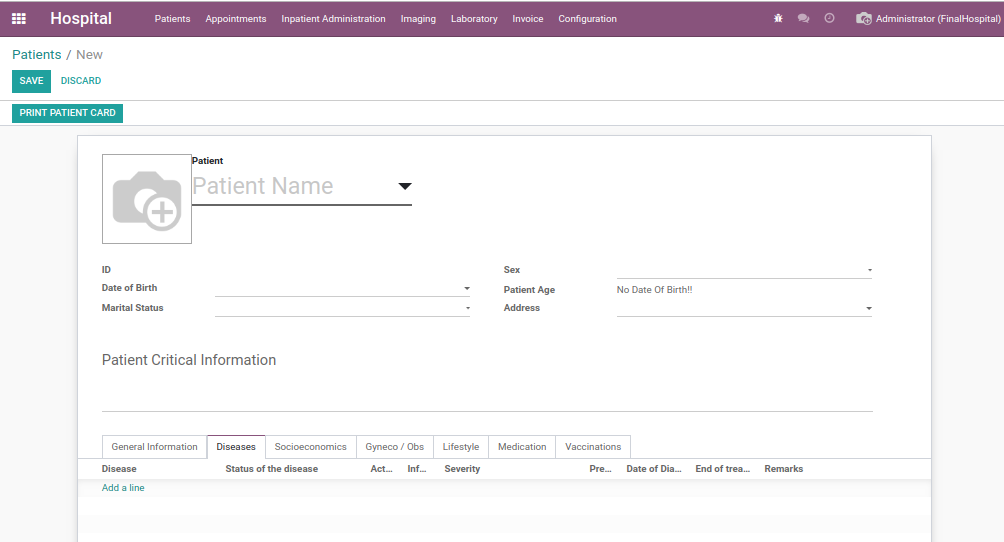 Hospital Patients Appointments Inpatient Administration Imaging Laboratory Invoice Configuration Administrator (FinalHospital)
Patients / New
SAVE DISCARD
PRINT PATIENT CARD
Patient
Patient Name
ID Sex
Date of Birth Patient Age No Date Of Birth!!
Marital Status Address
Patient Critical Information
General Information Diseases Socioeconomics Gyneco / Obs Lifestyle Medication Vaccinations
Disease Status of the disease Act... Inf... Severity Pre... Date of Dia... End of trea... Remarks
Add a line